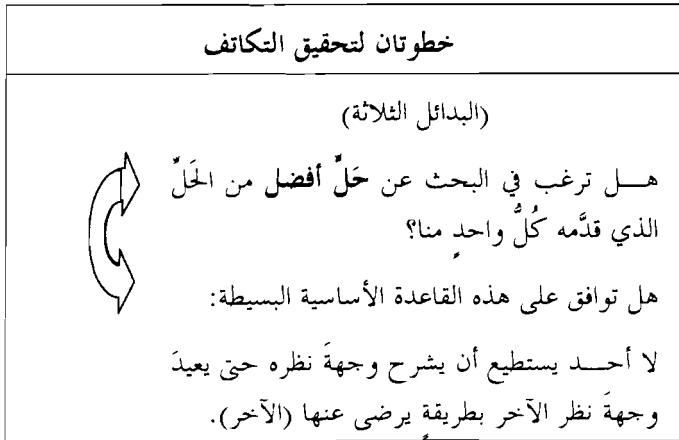 خطوتان لتحقيق التكاتف
(البدائل الثلاثة)
هـــل ترغب في البحث عن حَلٍّ أفضل من الحَلِّ
الذي قدَّمه كُلُّ واحدٍ منا؟
هل توافق على هذه القاعدة الأساسية البسيطة:
لا أحـــد يستطيع أن يشرح وجهةَ نظره حتى يعيدَ
وجهةَ نظر الآخر بطريقةٍ يرضى عنها (الآخر).